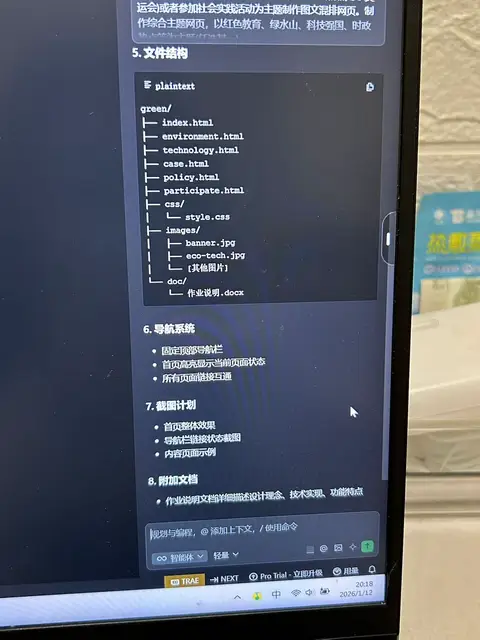 运会)或者参加社会实践活动为主题制作图文混排网页。制
作综合主题网页，以红色教育、绿水山、科技强国、时政
5. 文件结构
plaintext
green/
├── index.html
├── environment.html
├── technology.html
├── case.html
├── policy.html
├── participate.html
├── css/
│   └── style.css
├── images/
│   ├── banner.jpg
│   ├── eco-tech.jpg
│   └── [其他图片]
└── doc/
    └── 作业说明.docx
6. 导航系统
• 固定顶部导航栏
• 首页高亮显示当前页面状态
• 所有页面链接互通
7. 截图计划
• 首页整体效果
• 导航栏链接状态截图
• 内容页面示例
8. 附加文档
• 作业说明文档详细描述设计理念、技术实现、功能特点
规划与编程，@ 添加上下文，/ 使用命令
智能体 轻量
TRAE NEXT Pro Trial - 立即升级 用量
中
20:18
2026/1/12